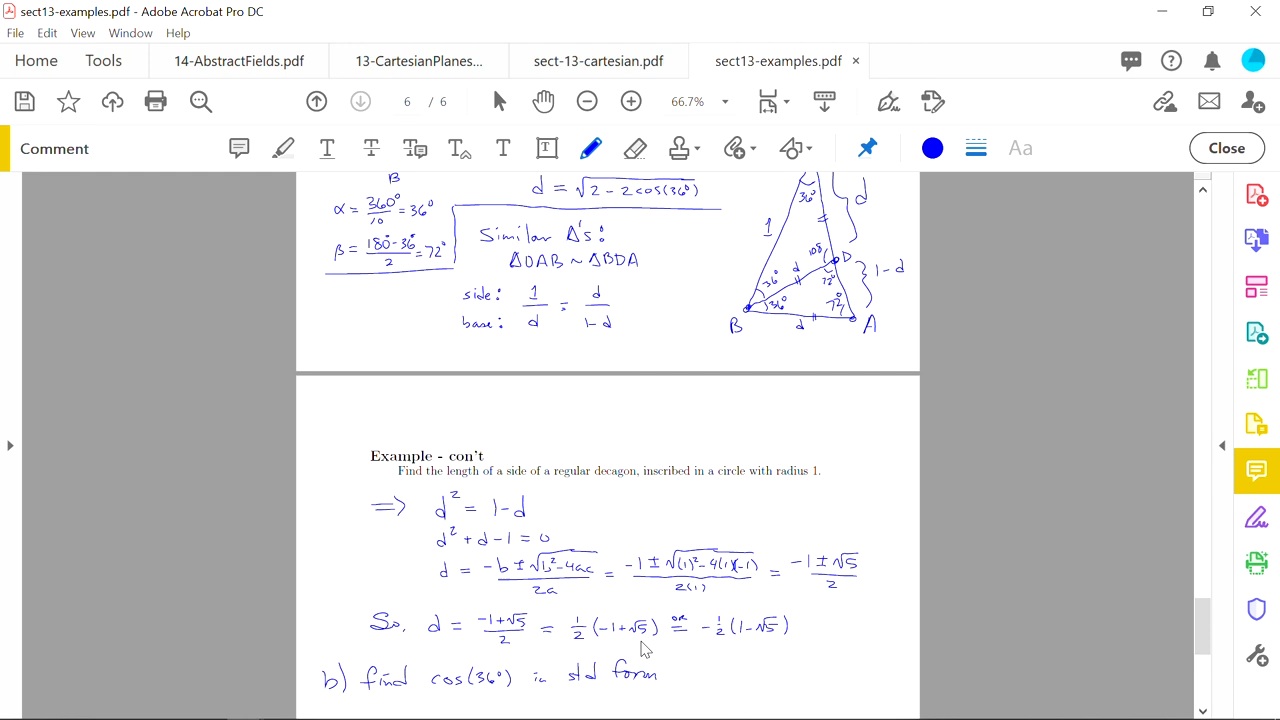 sect13-examples.pdf - Adobe Acrobat Pro DC
File Edit View Window Help
Home Tools 14-AbstractFields.pdf 13-CartesianPlanes... sect-13-cartesian.pdf sect13-examples.pdf ×
6 / 6 66.7%
Comment Aa Close
B
d = √(2 - 2cos(36°))
α = 360°/10 = 36°
β = (180° - 36°)/2 = 72°
Similar Δ's:
ΔOAB ~ ΔBDA
side: 1/d = d/(1-d)
base:
36°
d
1
108°
D
d
36°
72°
1-d
36°
72°
B
d
A
Example - con't
Find the length of a side of a regular decagon, inscribed in a circle with radius 1.
⇒ d² = 1-d
d² + d - 1 = 0
d = (-b ± √(b² - 4ac))/2a = (-1 ± √((1)² - 4(1)(-1)))/2(1) = (-1 ± √5)/2
So, d = (-1+√5)/2 = 1/2 (-1+√5) OR = -1/2 (1-√5)
b) find cos(36°) in std form